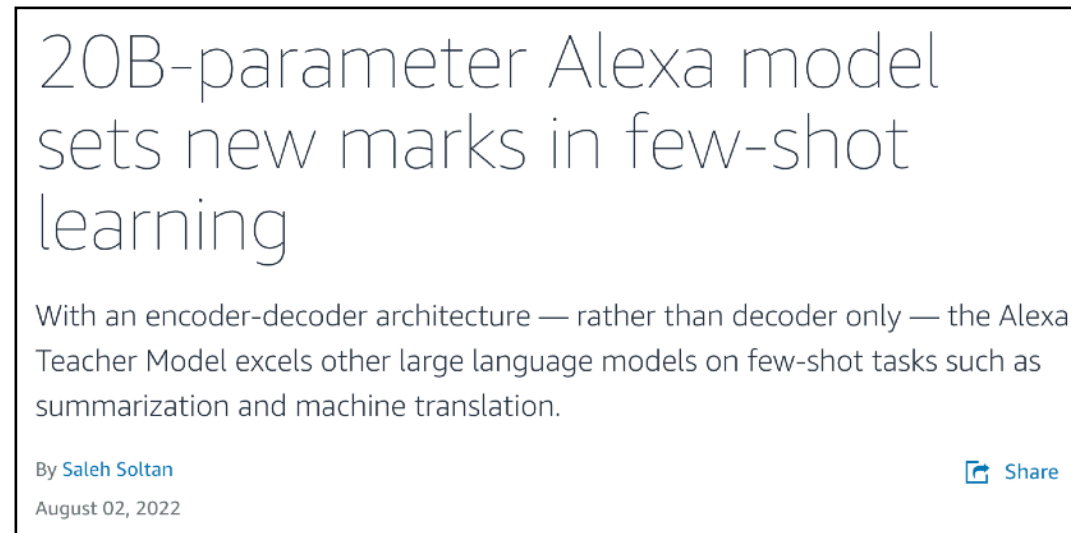 20B-parameter Alexa model
sets new marks in few-shot
learning
With an encoder-decoder architecture — rather than decoder only — the Alexa
Teacher Model excels other large language models on few-shot tasks such as
summarization and machine translation.
By Saleh Soltan
Share
August 02, 2022